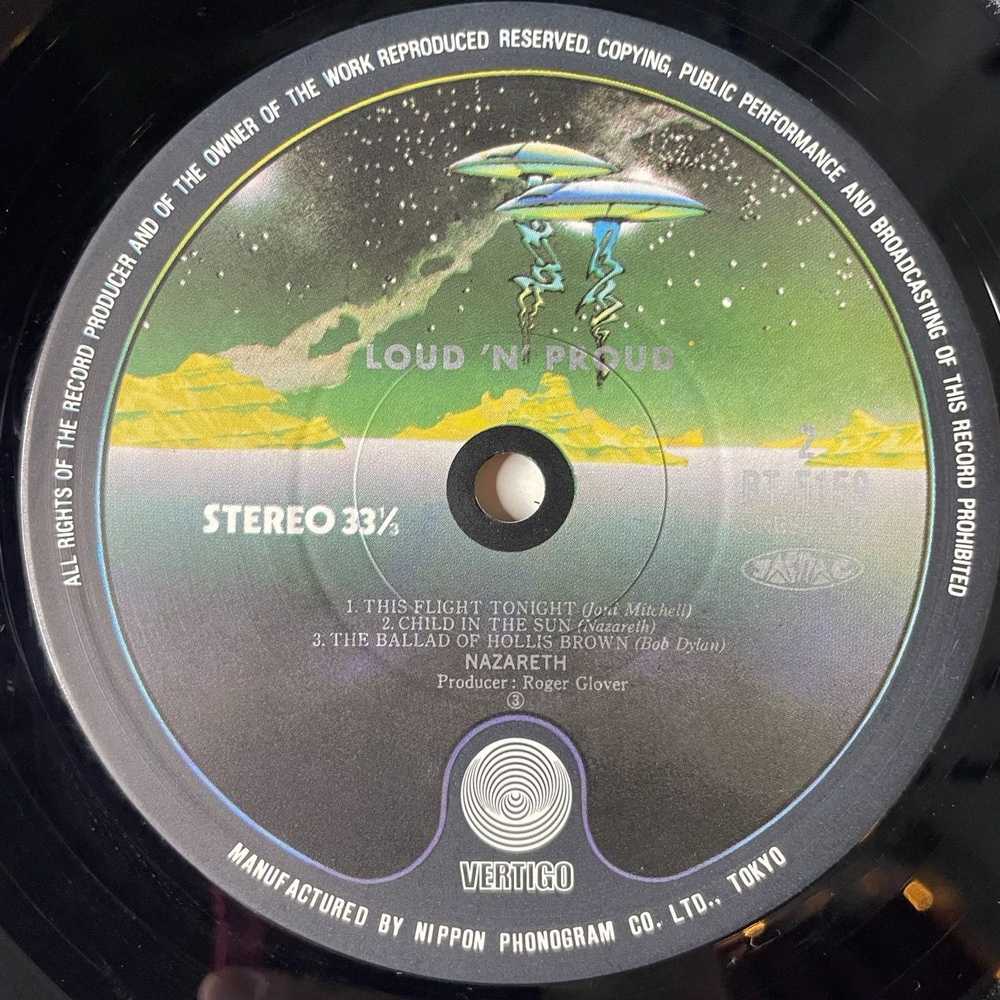 ALL RIGHTS OF THE RECORD PRODUCER AND OF THE OWNER OF THE WORK REPRODUCED RESERVED. COPYING, PUBLIC PERFORMANCE AND BROADCASTING OF THIS RECORD PROHIBITED
LOUD 'N' PROUD
2
BT-5159
STEREO 33⅓
JASRAC
1. THIS FLIGHT TONIGHT (Joni Mitchell)
2. CHILD IN THE SUN (Nazareth)
3. THE BALLAD OF HOLLIS BROWN (Bob Dylan)
NAZARETH
Producer : Roger Glover
③
VERTIGO
MANUFACTURED BY NIPPON PHONOGRAM CO. LTD., TOKYO